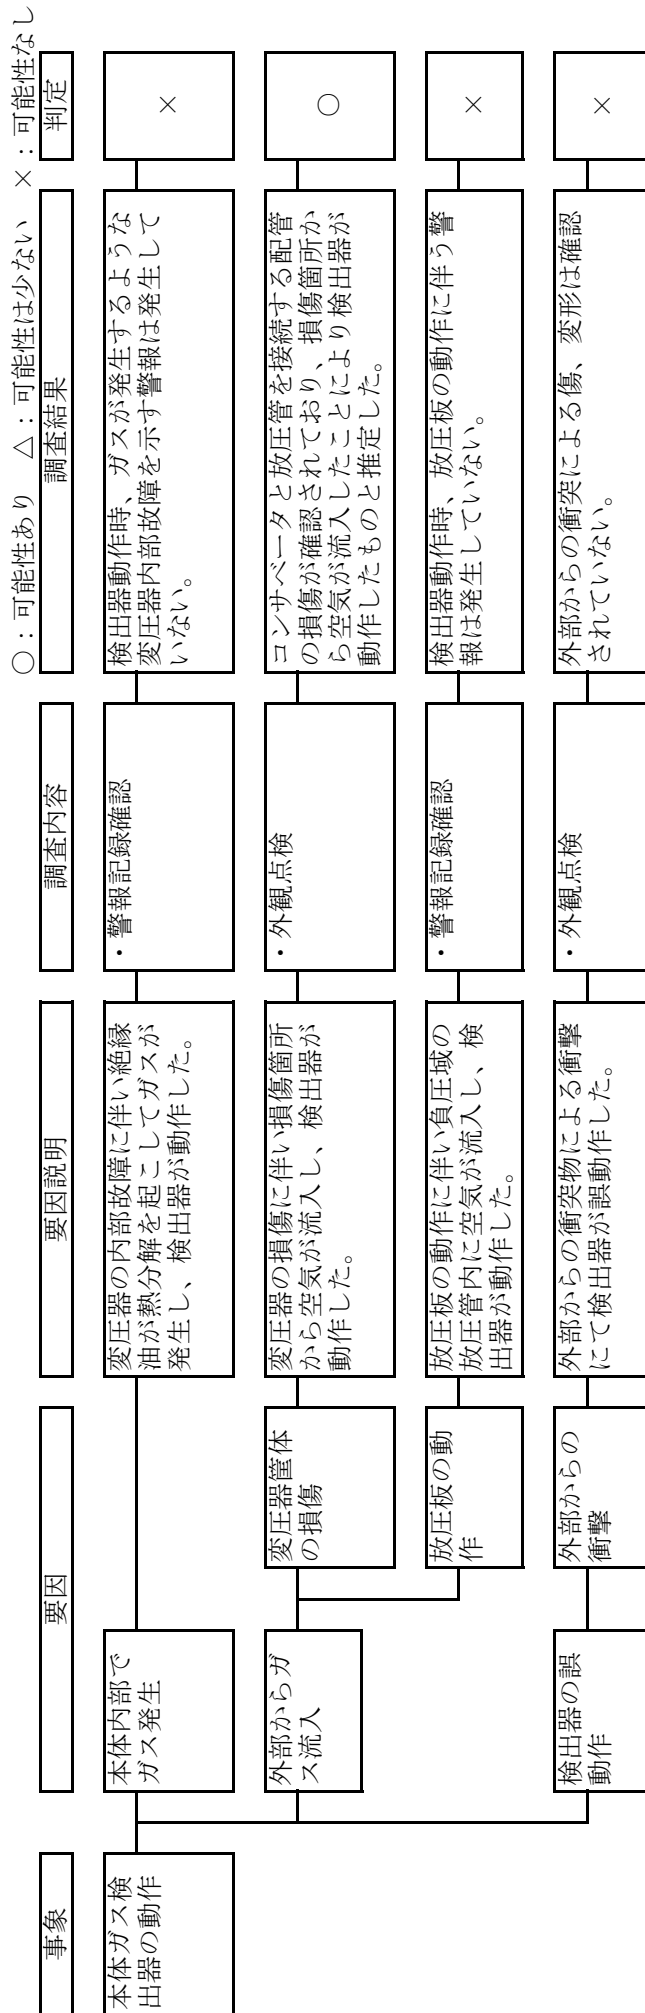 ○：可能性あり　△：可能性は少ない　×：可能性なし
事象
要因
要因説明
調査内容
調査結果
判定
本体ガス検
出器の動作
本体内部で
ガス発生
変圧器の内部故障に伴い絶縁
油が熱分解を起こしてガスが
発生し、検出器が動作した。
・警報記録確認
検出器動作時、ガスが発生するような
変圧器内部故障を示す警報は発生して
いない。
×
外部からガ
ス流入
変圧器筐体
の損傷
変圧器の損傷に伴い損傷箇所
から空気が流入し、検出器が
動作した。
・外観点検
コンサベータと放圧管を接続する配管
の損傷が確認されており、損傷箇所か
ら空気が流入したことにより検出器が
動作したものと推定した。
○
放圧板の動
作
放圧板の動作に伴い負圧域の
放圧管内に空気が流入し、検
出器が動作した。
・警報記録確認
検出器動作時、放圧板の動作に伴う警
報は発生していない。
×
検出器の誤
動作
外部からの
衝撃
外部からの衝突物による衝撃
にて検出器が誤動作した。
・外観点検
外部からの衝突による傷、変形は確認
されていない。
×